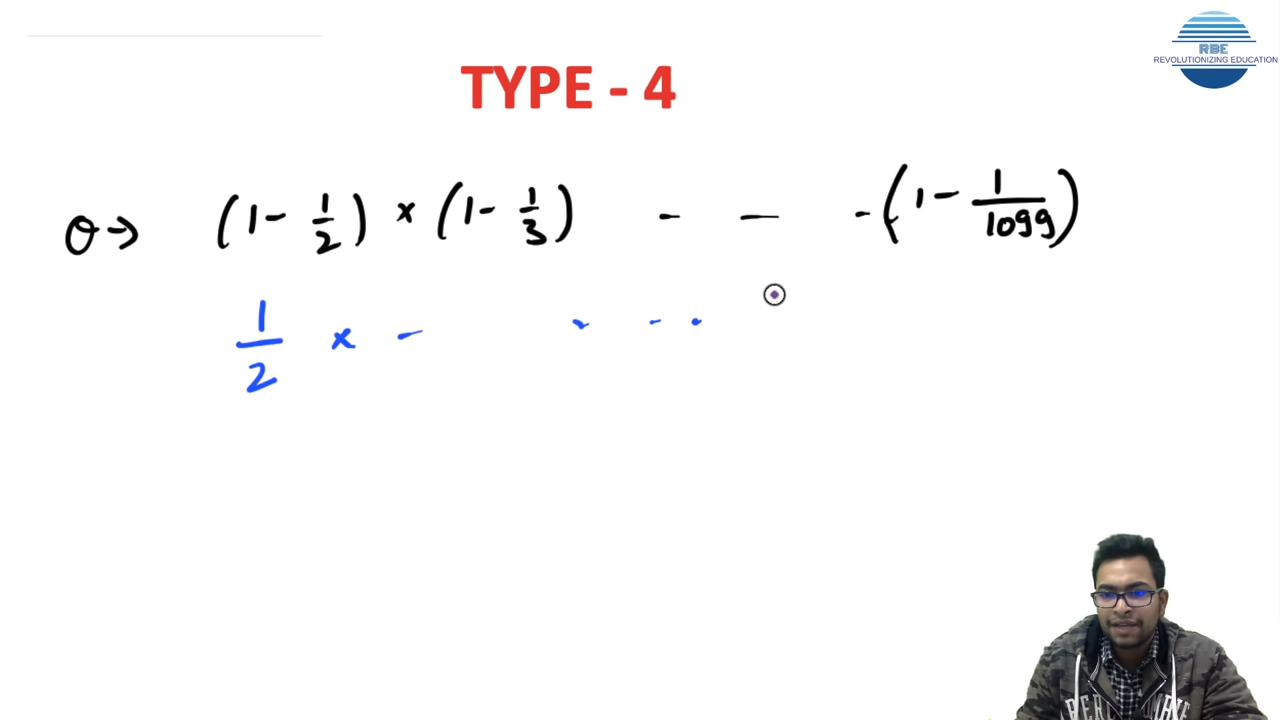 RBE
REVOLUTIONIZING EDUCATION
TYPE - 4
Q→ (1 - 1/2) × (1 - 1/3) - - - (1 - 1/1099)
1/2 × - . . .